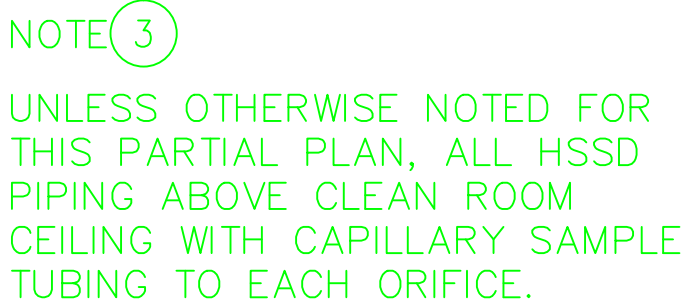 NOTE 3
UNLESS OTHERWISE NOTED FOR
THIS PARTIAL PLAN, ALL HSSD
PIPING ABOVE CLEAN ROOM
CEILING WITH CAPILLARY SAMPLE
TUBING TO EACH ORIFICE.